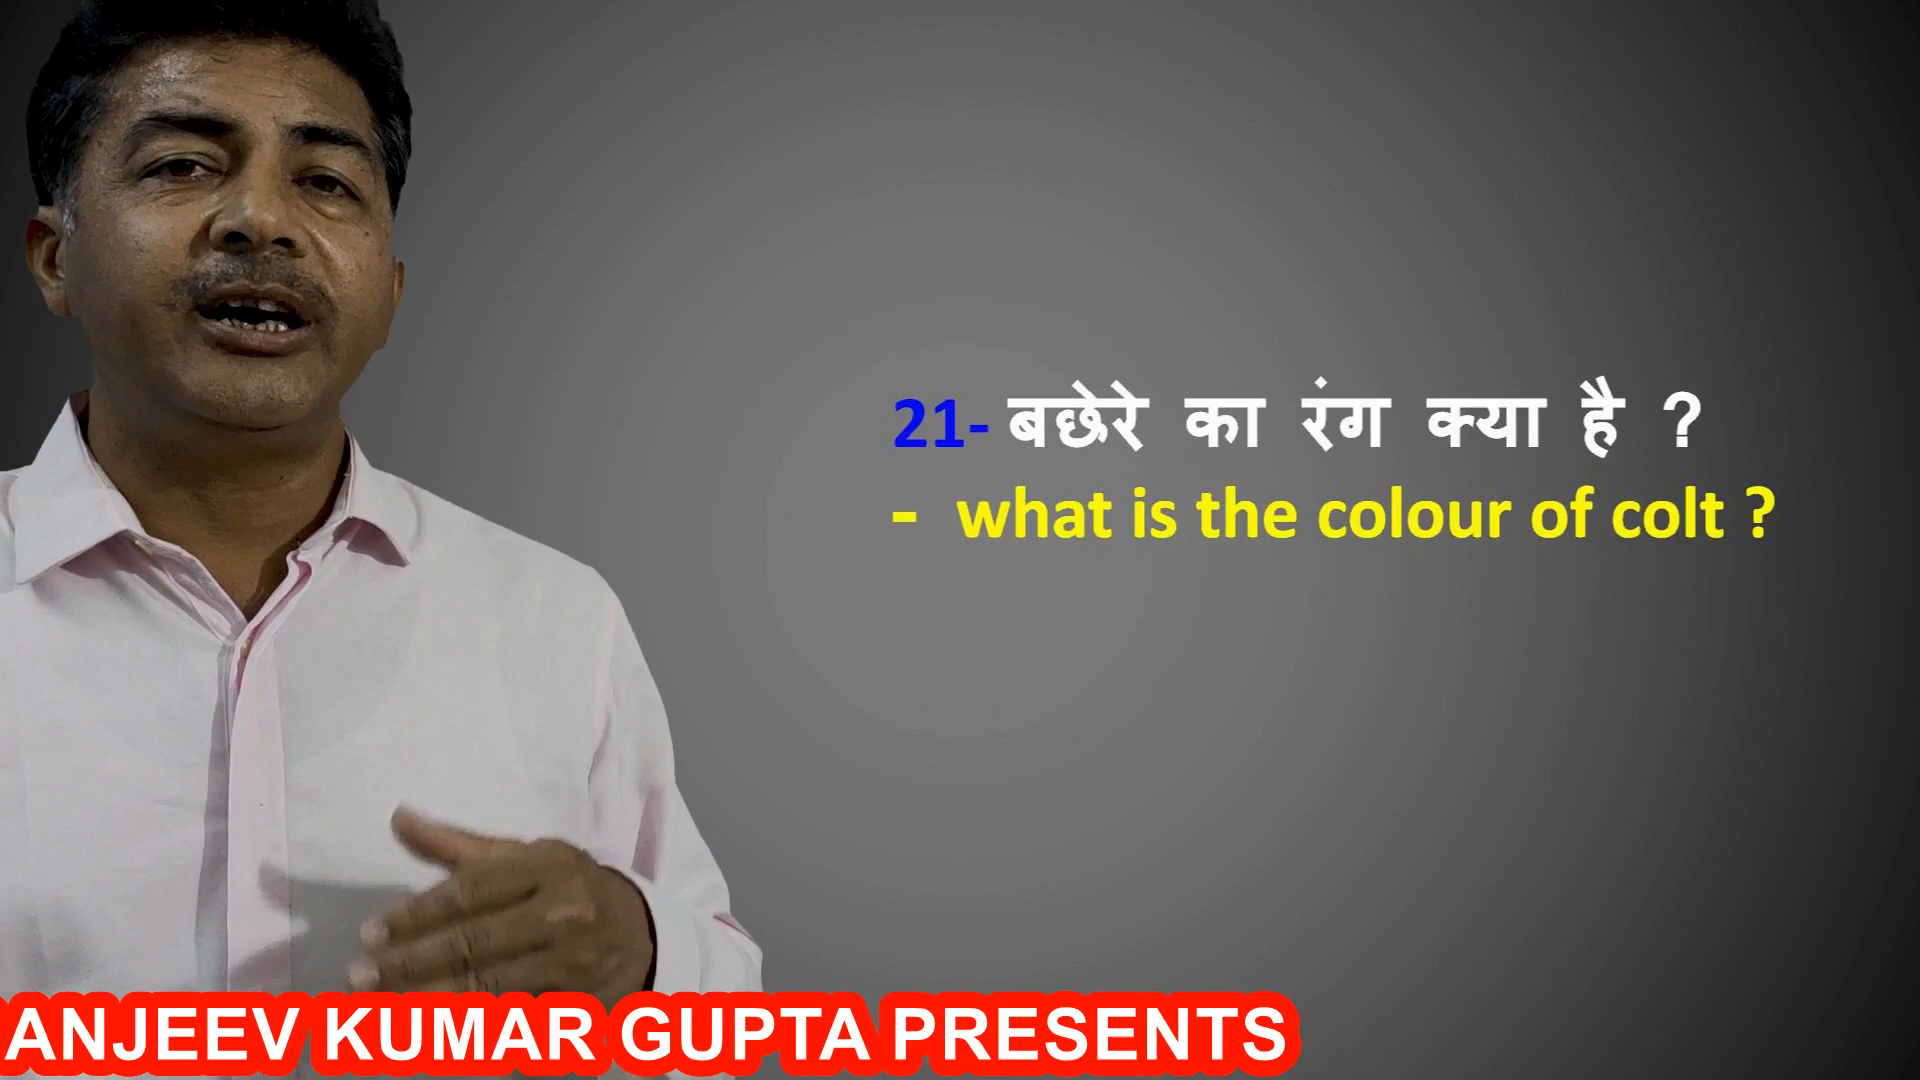 21- बछेरे का रंग क्या है ?
- what is the colour of colt ?
ANJEEV KUMAR GUPTA PRESENTS